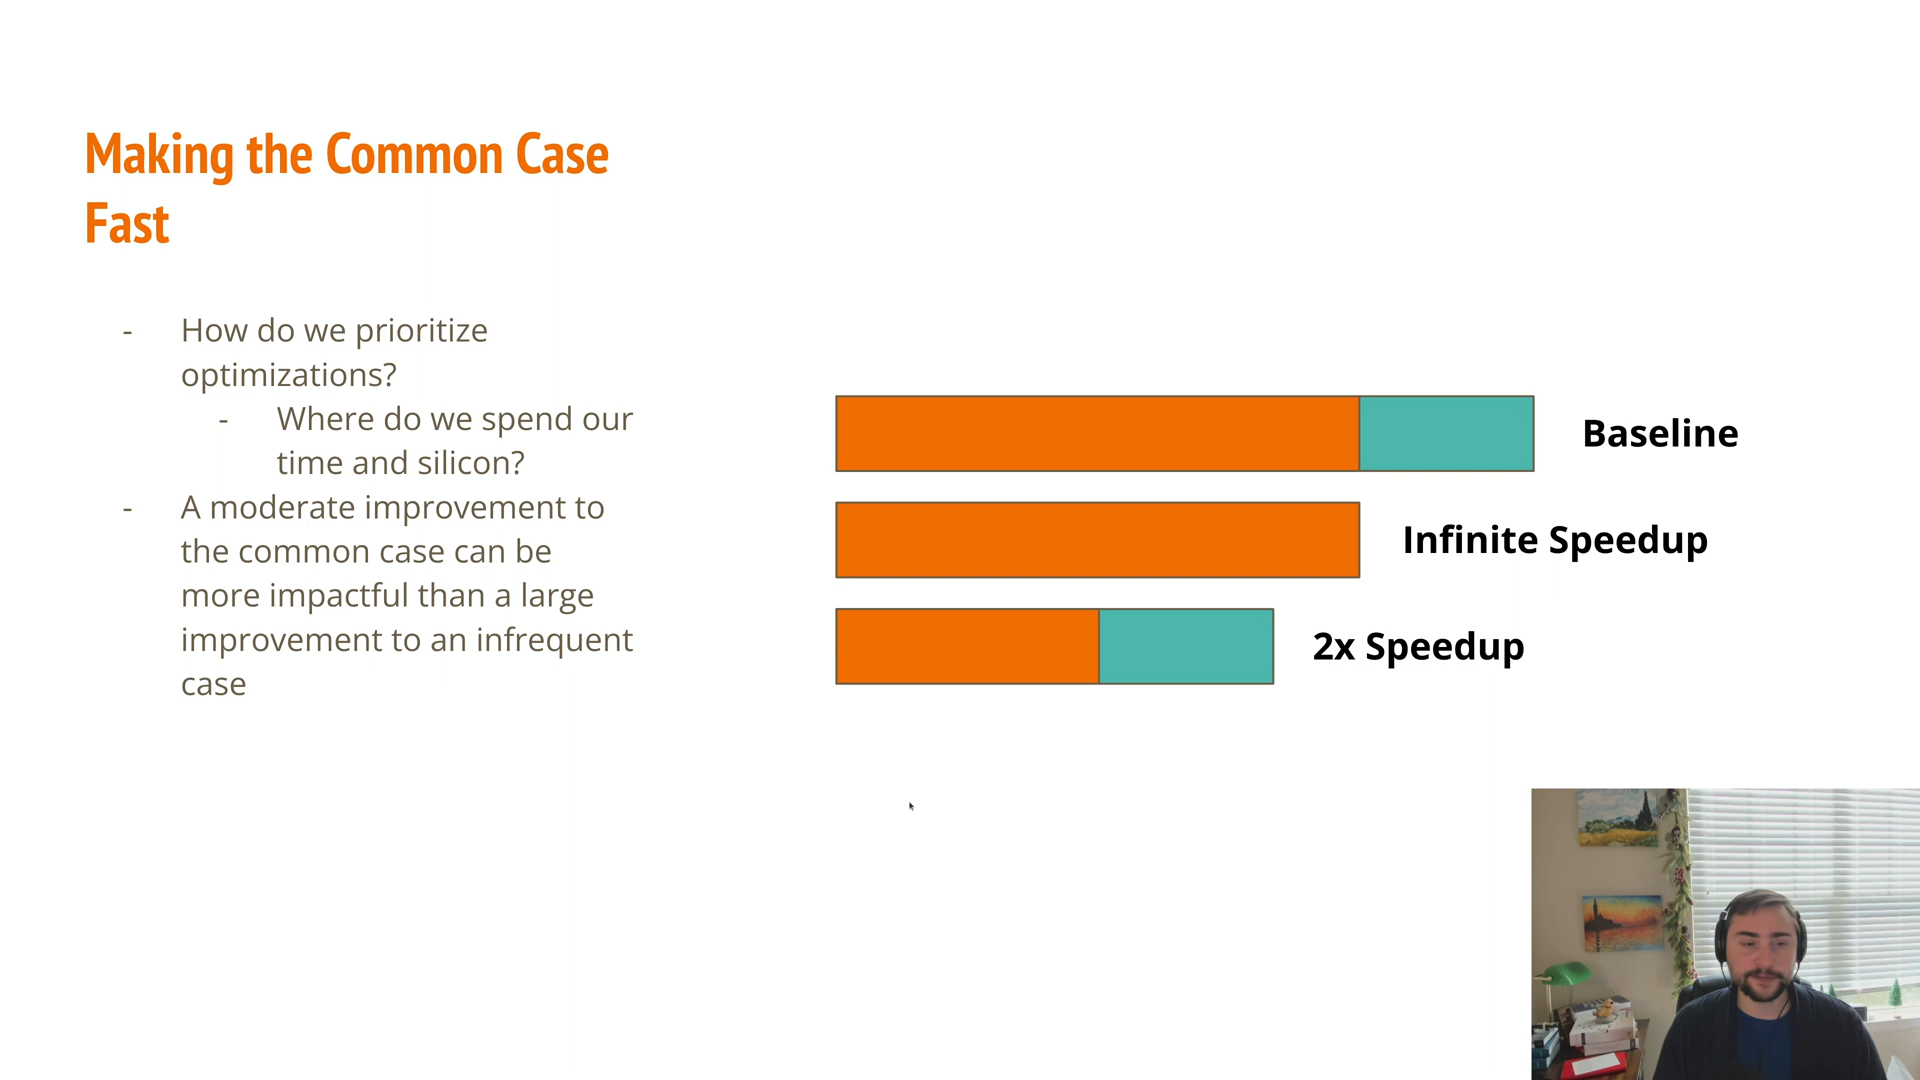 Making the Common Case
Fast
- How do we prioritize
optimizations?
- Where do we spend our
time and silicon?
- A moderate improvement to
the common case can be
more impactful than a large
improvement to an infrequent
case
Baseline
Infinite Speedup
2x Speedup